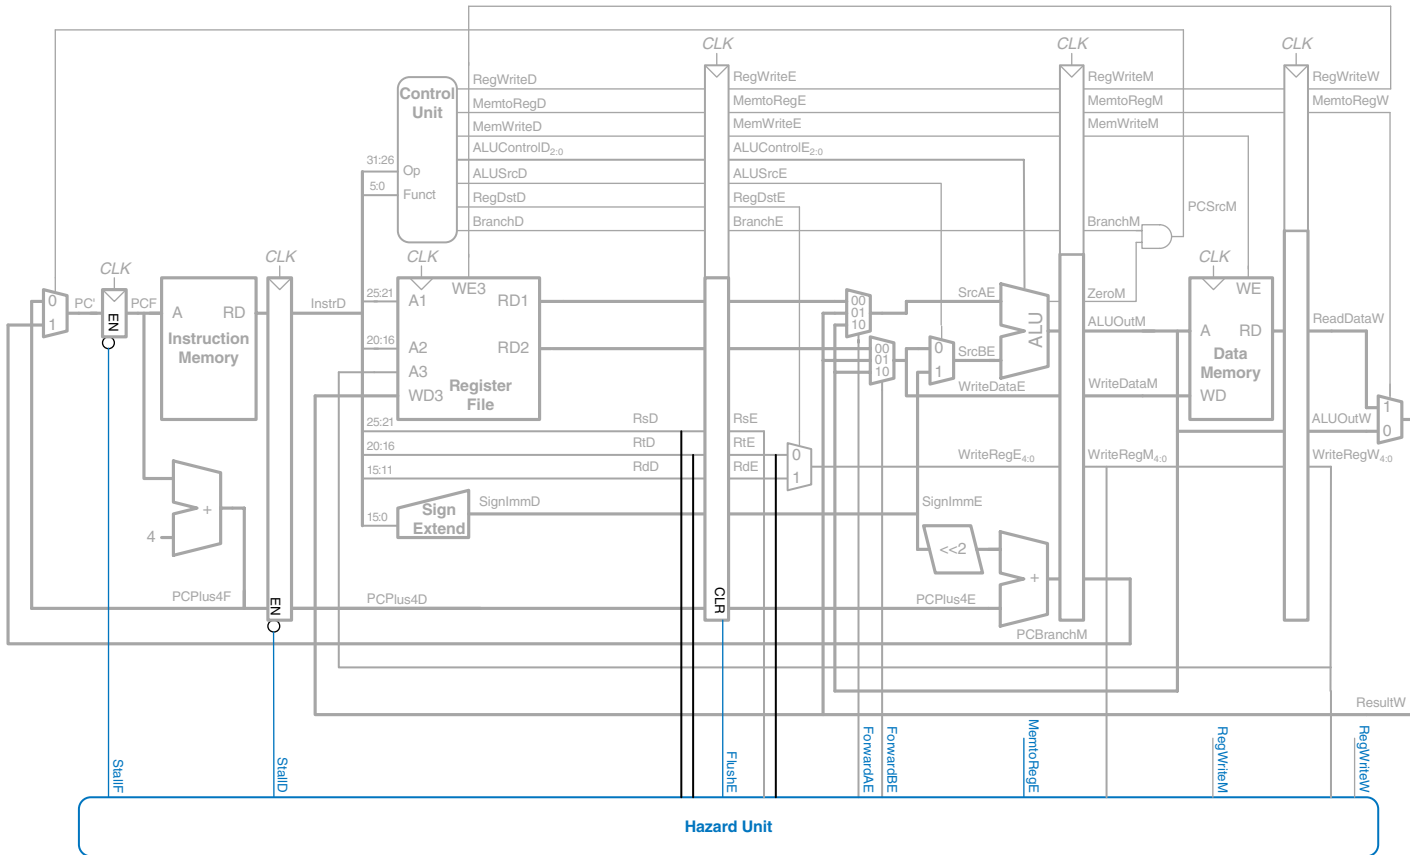 CLK
CLK
CLK
Control
Unit
RegWriteD
MemtoRegD
MemWriteD
ALUControlD2:0
ALUSrcD
RegDstD
BranchD
31:26
Op
5:0
Funct
RegWriteE
MemtoRegE
MemWriteE
ALUControlE2:0
ALUSrcE
RegDstE
BranchE
RegWriteM
MemtoRegM
MemWriteM
BranchM
PCSrcM
RegWriteW
MemtoRegW
CLK
CLK
CLK
CLK
0
1
PC'
EN
PCF
A
RD
Instruction
Memory
InstrD
25:21
A1
WE3
RD1
20:16
A2
RD2
A3
WD3
Register
File
00
01
10
00
01
10
0
1
SrcAE
SrcBE
WriteDataE
ALU
ZeroM
ALUOutM
WriteDataM
WE
A
RD
Data
Memory
WD
ReadDataW
1
0
ALUOutW
25:21
RsD
RsE
20:16
RtD
RtE
15:11
RdD
RdE
0
1
WriteRegE4:0
WriteRegM4:0
WriteRegW4:0
15:0
Sign
Extend
SignImmD
SignImmE
<<2
+
4
+
PCPlus4F
EN
PCPlus4D
CLR
PCPlus4E
PCBranchM
ResultW
StallF
StallD
FlushE
ForwardAE
ForwardBE
MemtoRegE
RegWriteM
RegWriteW
Hazard Unit